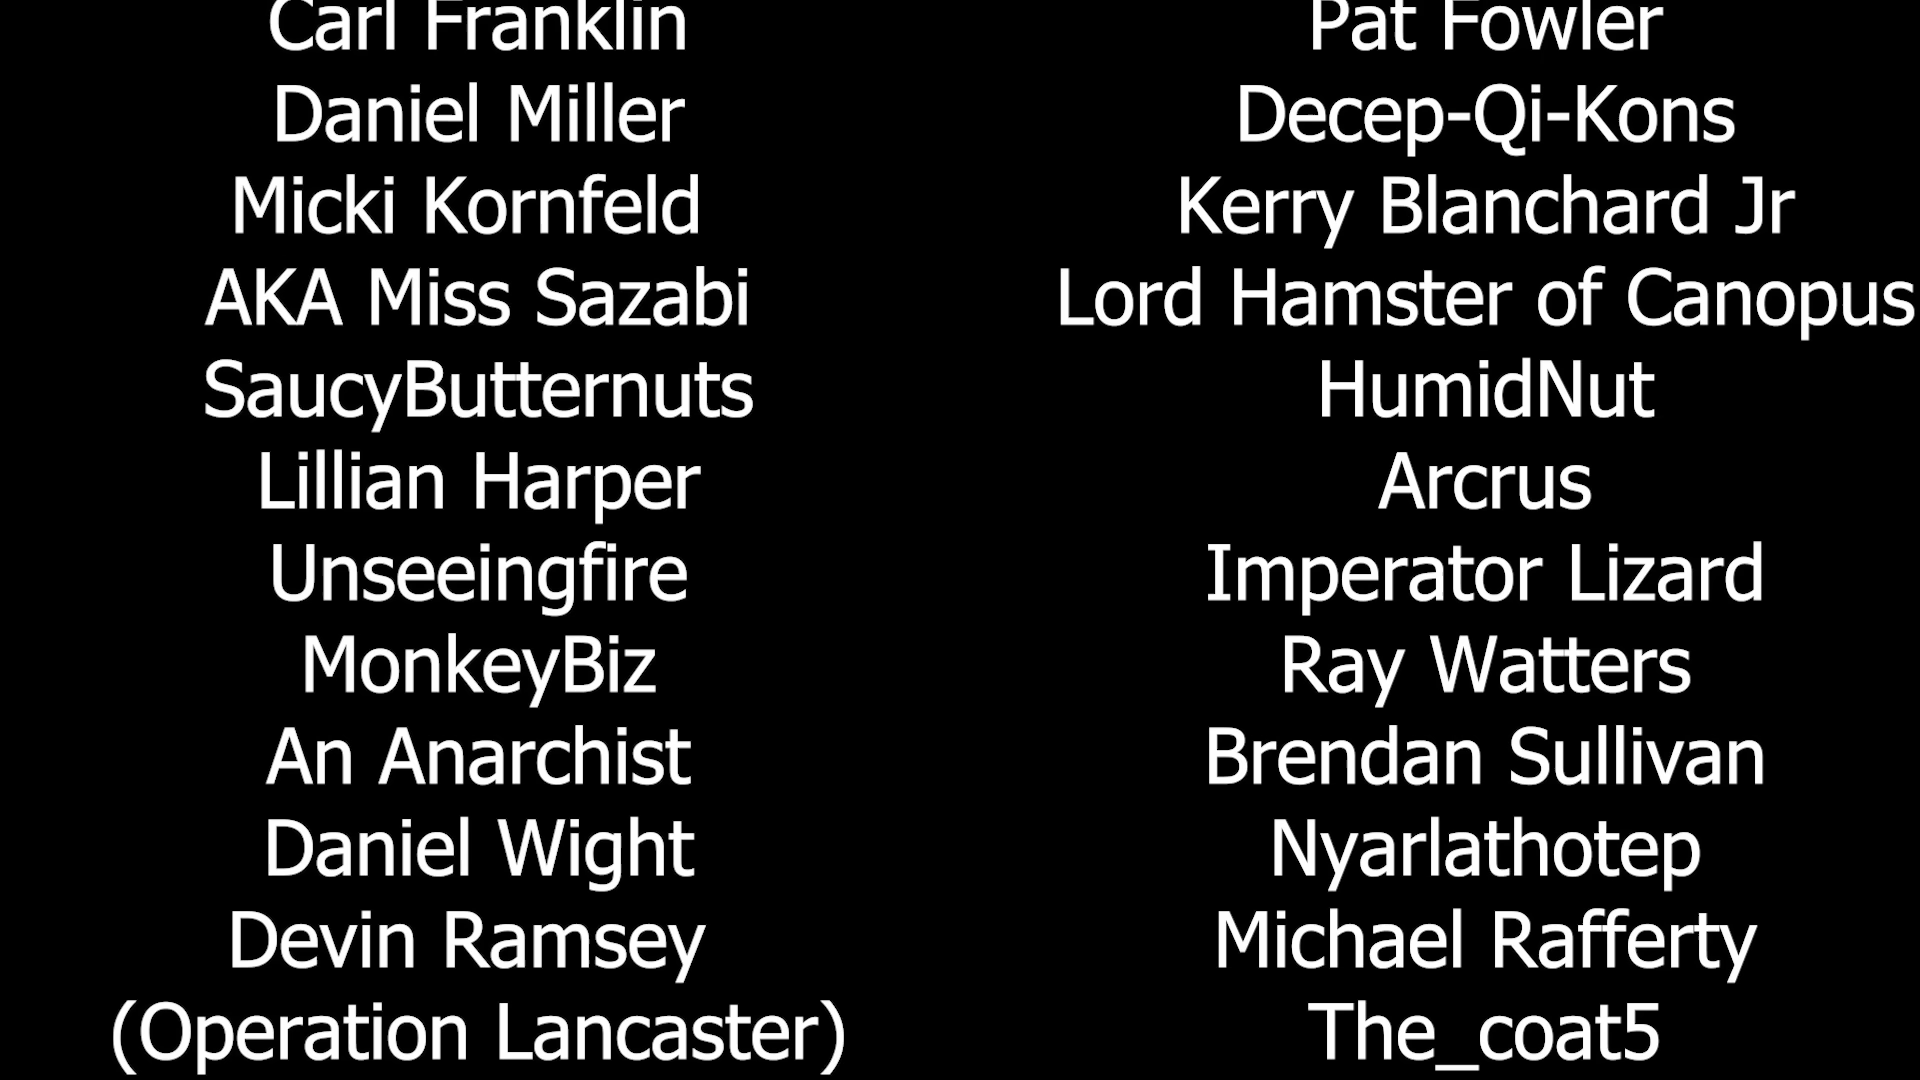 Carl Franklin
Daniel Miller
Micki Kornfeld
AKA Miss Sazabi
SaucyButternuts
Lillian Harper
Unseeingfire
MonkeyBiz
An Anarchist
Daniel Wight
Devin Ramsey
(Operation Lancaster)
Pat Fowler
Decep-Qi-Kons
Kerry Blanchard Jr
Lord Hamster of Canopus
HumidNut
Arcrus
Imperator Lizard
Ray Watters
Brendan Sullivan
Nyarlathotep
Michael Rafferty
The_coat5